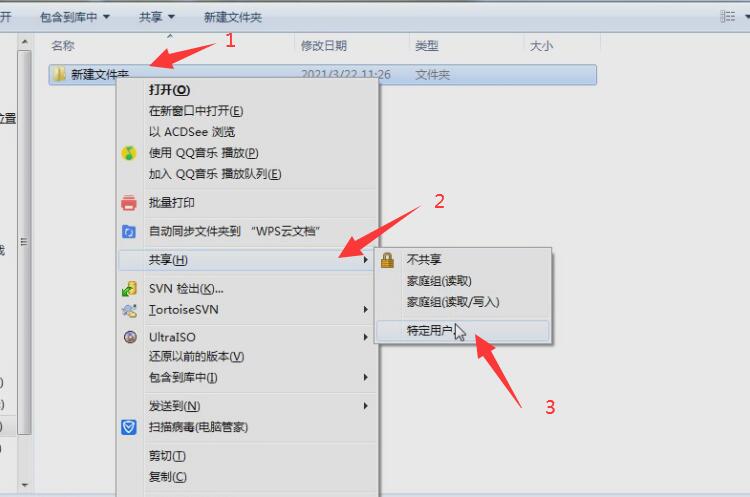 开 包含到库中 共享 新建文件夹
名称 修改日期 类型 大小
1
新建文件夹 2021/3/22 11:26 文件夹
打开(O)
在新窗口中打开(E)
位置
以 ACDSee 浏览
使用 QQ音乐 播放(P)
加入 QQ音乐 播放队列(E)
批量打印
2
自动同步文件夹到 “WPS云文档”
共享(H)
不共享
家庭组(读取)
家庭组(读取/写入)
特定用户
SVN 检出(K)...
TortoiseSVN
UltraISO
还原以前的版本(V)
包含到库中(I)
3
发送到(N)
扫描病毒(电脑管家)
剪切(T)
复制(C)